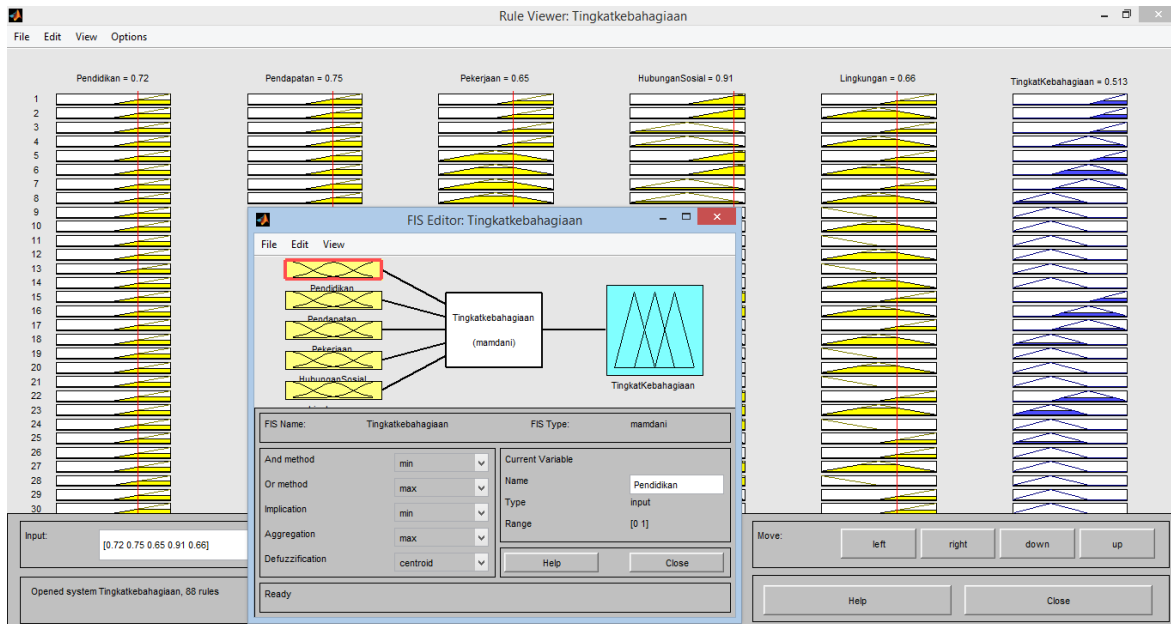 Rule Viewer: Tingkatkebahagiaan
File Edit View Options
Pendidikan = 0.72
Pendapatan = 0.75
Pekerjaan = 0.65
HubunganSosial = 0.91
Lingkungan = 0.66
TingkatKebahagiaan = 0.513
1
2
3
4
5
6
7
8
9
10
11
12
13
14
15
16
17
18
19
20
21
22
23
24
25
26
27
28
29
30
FIS Editor: Tingkatkebahagiaan
File Edit View
Pendidikan
Pendapatan
Pekerjaan
HubunganSosial
Tingkatkebahagiaan
(mamdani)
TingkatKebahagiaan
FIS Name: Tingkatkebahagiaan FIS Type: mamdani
And method min
Or method max
Implication min
Aggregation max
Defuzzification centroid
Current Variable
Name Pendidikan
Type input
Range [0 1]
Help Close
Ready
Input: [0.72 0.75 0.65 0.91 0.66]
Move: left right down up
Opened system Tingkatkebahagiaan, 88 rules
Help Close